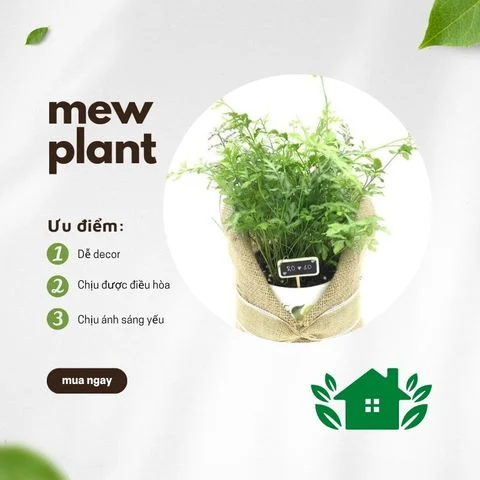 mew
plant
Ưu điểm:
1 Dễ decor
2 Chịu được điều hòa
3 Chịu ánh sáng yếu
mua ngay